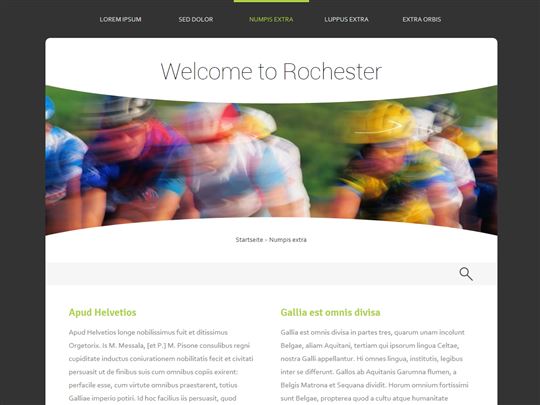 LOREM IPSUM SED DOLOR NUMPIS EXTRA LUPPUS EXTRA EXTRA ORBIS
Welcome to Rochester
Startseite - Numpis extra
Apud Helvetios
Apud Helvetios longe nobilissimus fuit et ditissimus
Orgetorix. Is M. Messala, [et P.] M. Pisone consulibus regni
cupiditate inductus coniurationem nobilitatis fecit et civitati
persuasit ut de finibus suis cum omnibus copiis exirent:
perfacile esse, cum virtute omnibus praestarent, totius
Galliae imperio potiri. Id hoc facilius iis persuasit, quod
Gallia est omnis divisa
Gallia est omnis divisa in partes tres, quarum unam incolunt
Belgae, aliam Aquitani, tertiam qui ipsorum lingua Celtae,
nostra Galli appellantur. Hi omnes lingua, institutis, legibus
inter se differunt. Gallos ab Aquitanis Garumna flumen, a
Belgis Matrona et Sequana dividit. Horum omnium fortissimi
sunt Belgae, propterea quod a cultu atque humanitate